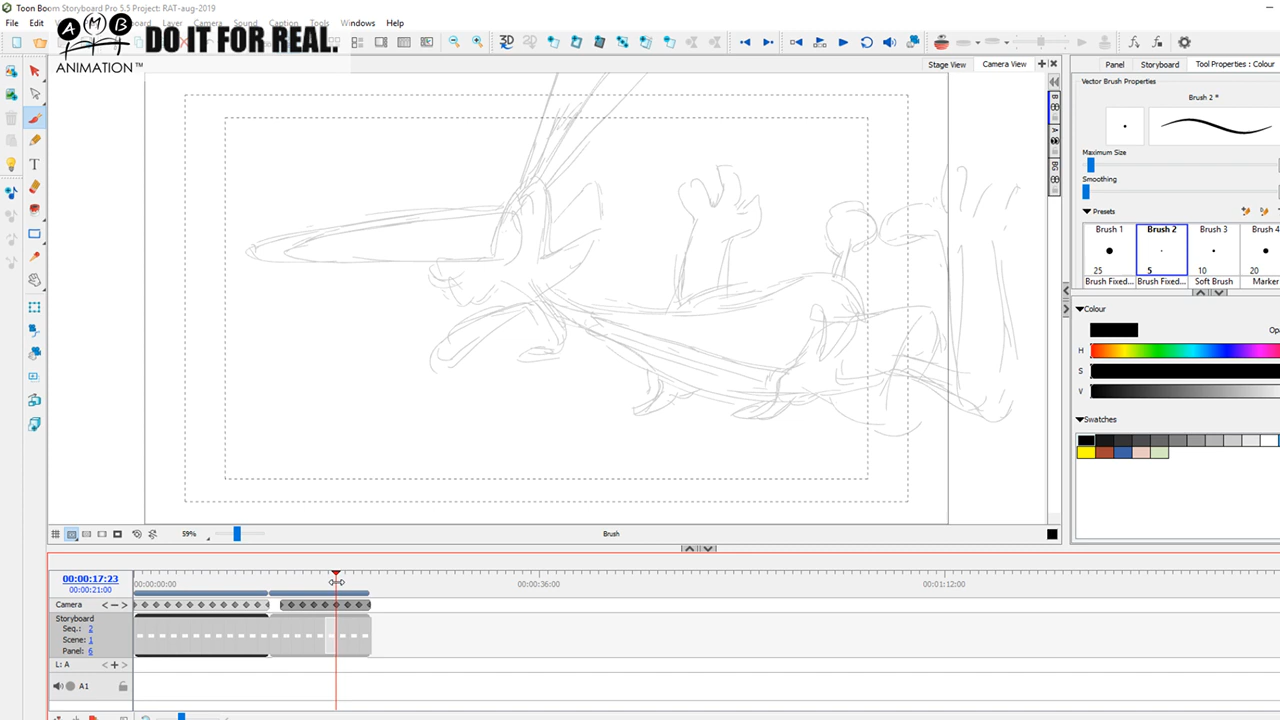 Toon Boom Storyboard Pro 5.5 Project: RAT-aug-2019
File Edit Layer Camera Sound Caption Tools Windows Help
AMB
ANIMATION™
DO IT FOR REAL.
3D
Stage View Camera View
Panel Storyboard Tool Properties : Colour
Vector Brush Properties
Brush 2 *
Maximum Size
Smoothing
Presets
Brush 1 Brush 2 Brush 3 Brush 4
25 5 10 20
Brush Fixed... Brush Fixed... Soft Brush Marker
Colour
H
S
V
Swatches
B
A
BG
T
59%
Brush
00:00:17:23
00:00:21:00
00:00:00:00 00:00:36:00 00:01:12:00
Camera
Storyboard
Seq.: 2
Scene: 1
Panel: 6
L: A
A1